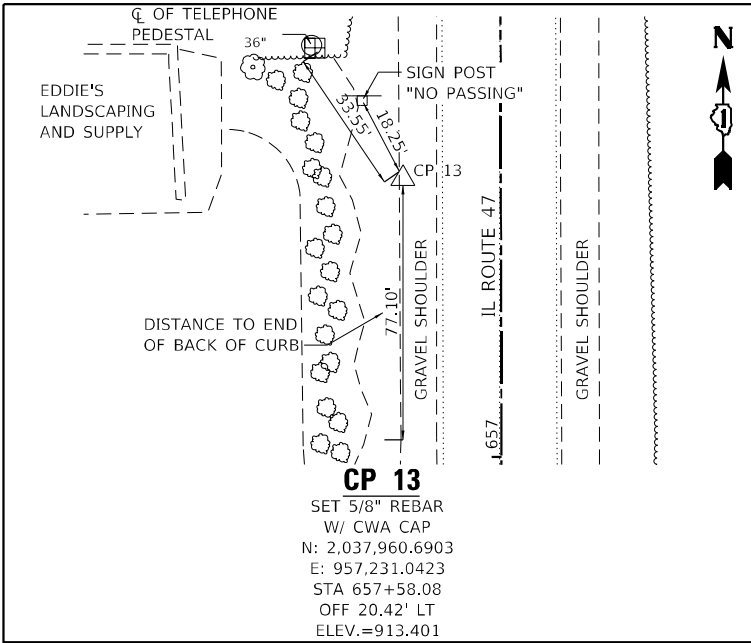 ℄ OF TELEPHONE
PEDESTAL
36"
EDDIE'S
LANDSCAPING
AND SUPPLY
SIGN POST
"NO PASSING"
33.55'
18.25'
CP 13
N
1
DISTANCE TO END
OF BACK OF CURB
77.10'
GRAVEL SHOULDER
IL ROUTE 47
GRAVEL SHOULDER
657
CP 13
SET 5/8" REBAR
W/ CWA CAP
N: 2,037,960.6903
E: 957,231.0423
STA 657+58.08
OFF 20.42' LT
ELEV.=913.401